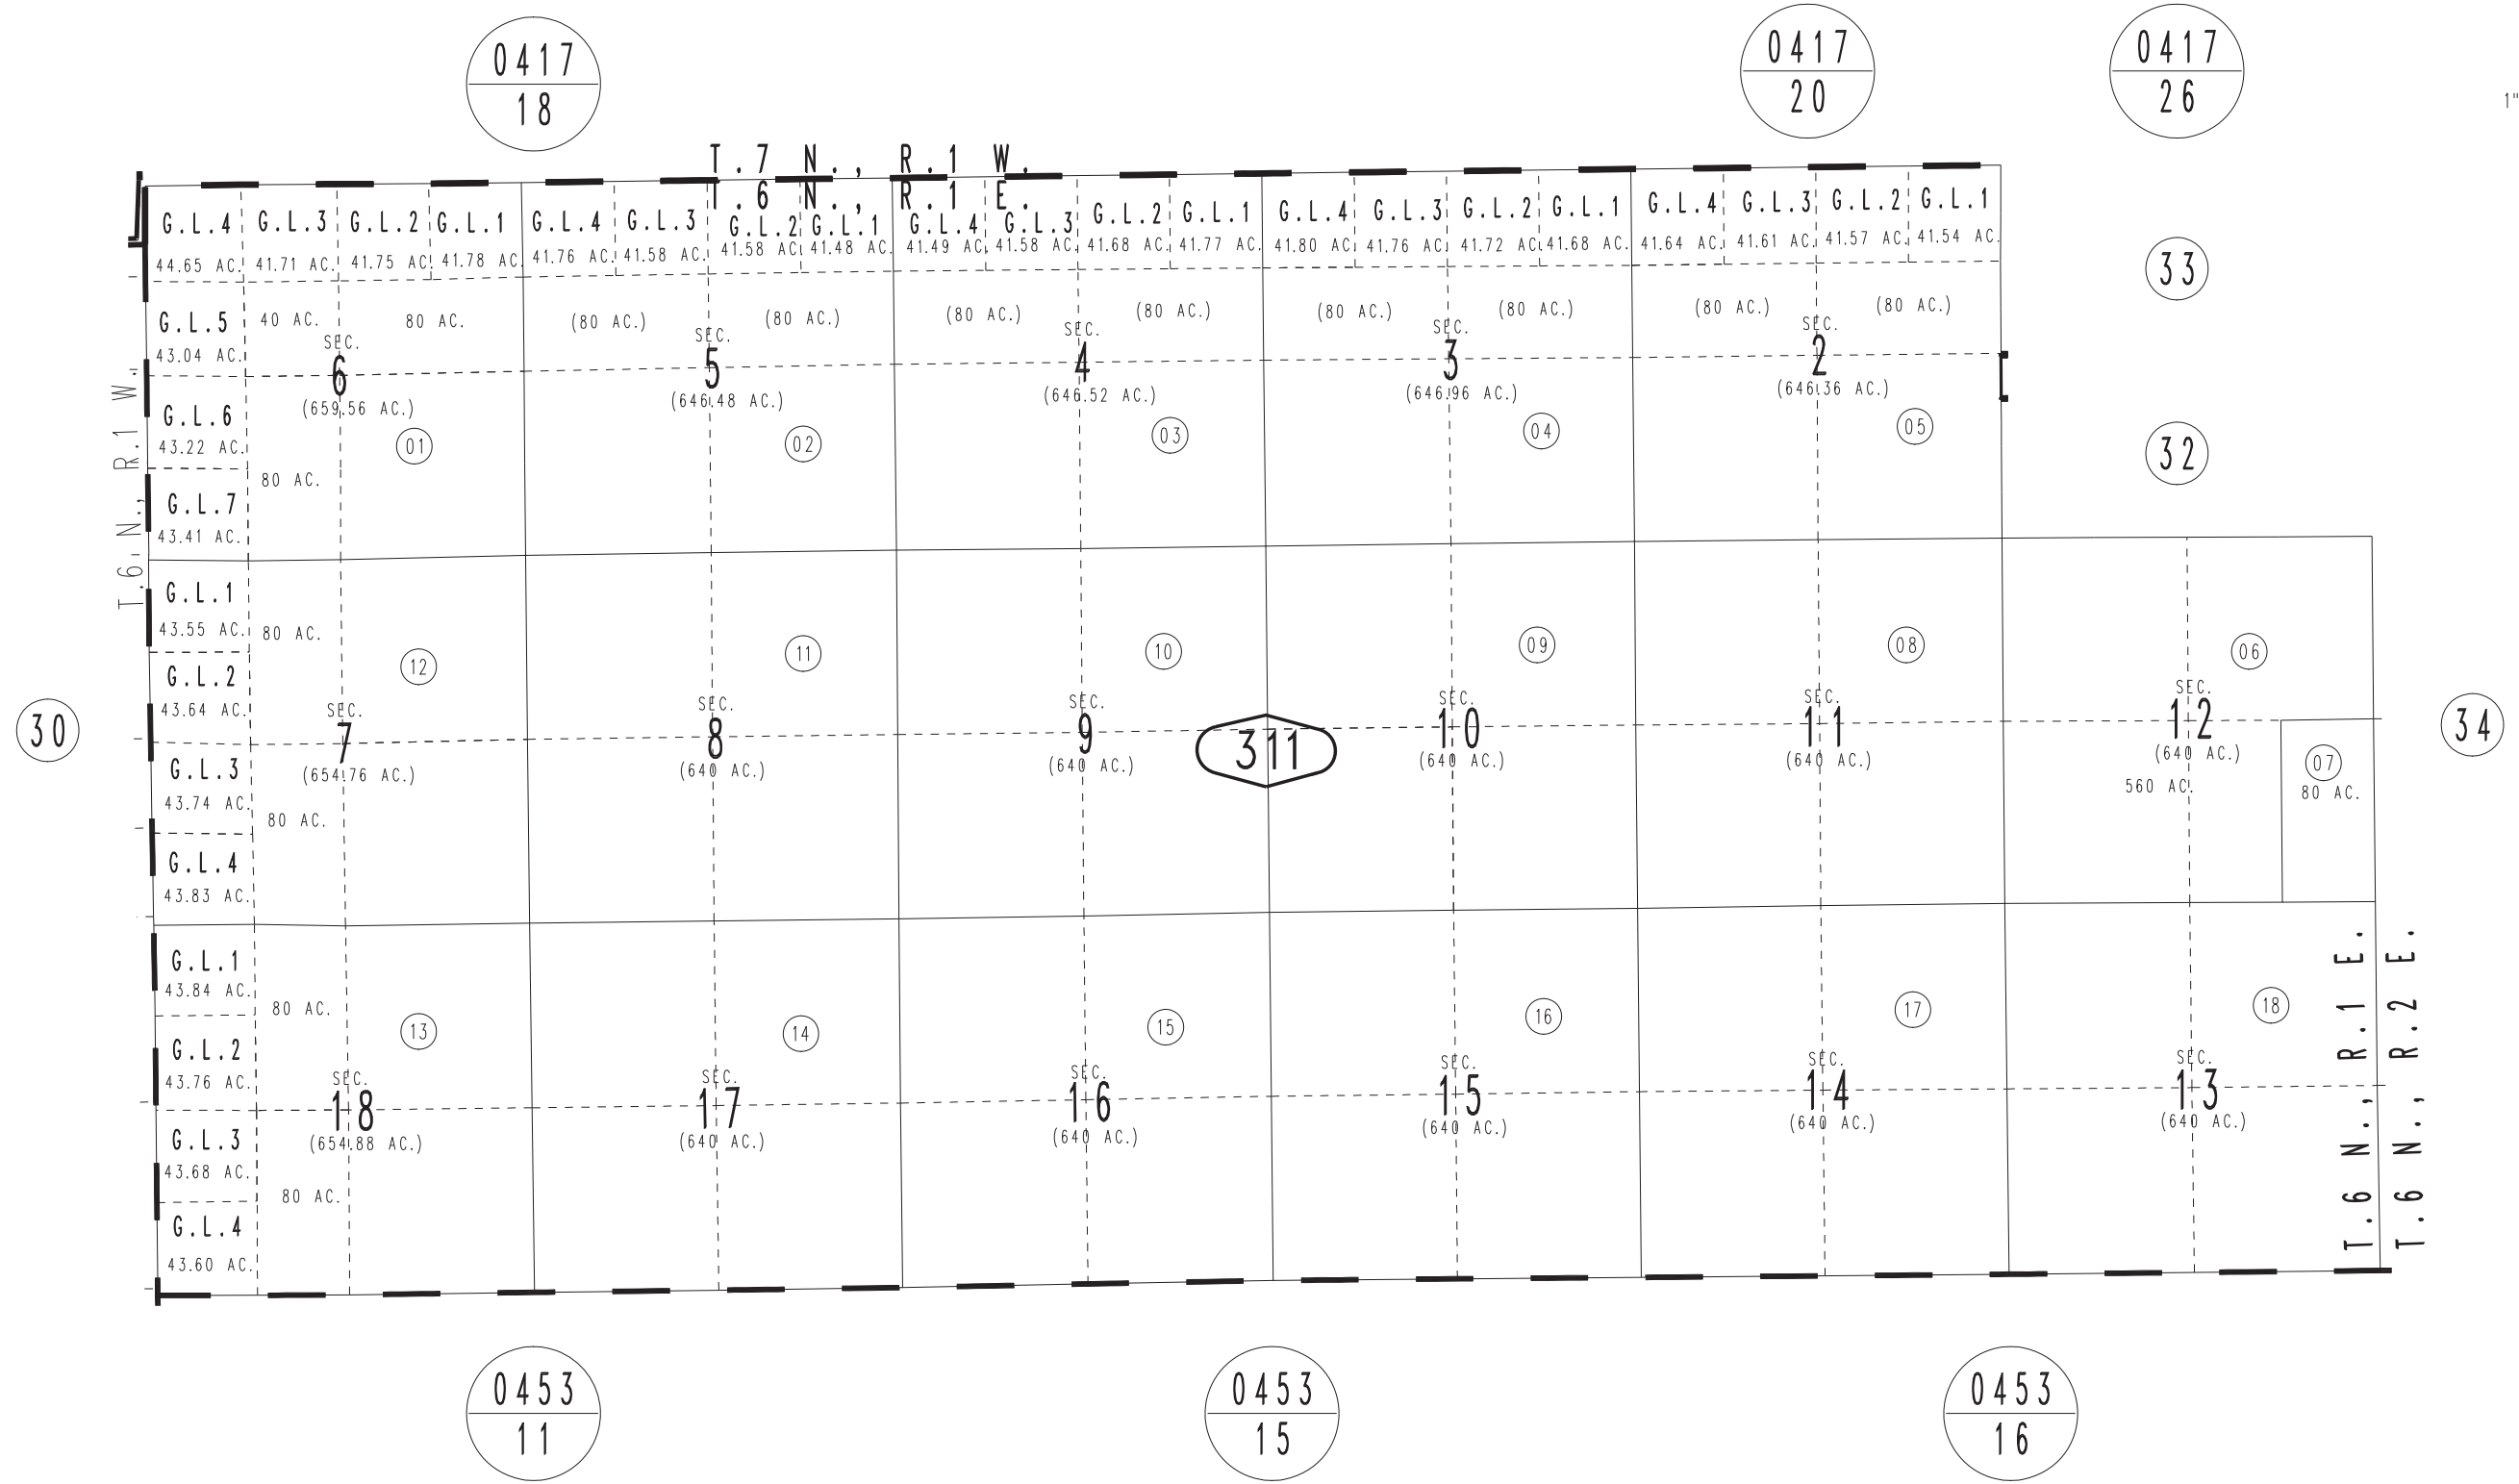 0417
18
0417
20
0417
26
1"
T.7 N., R.1 W.
T.6 N., R.1 E.
G.L.4 G.L.3 G.L.2 G.L.1 G.L.4 G.L.3 G.L.2 G.L.1 G.L.4 G.L.3 G.L.2 G.L.1 G.L.4 G.L.3 G.L.2 G.L.1 G.L.4 G.L.3 G.L.2 G.L.1
44.65 AC. 41.71 AC. 41.75 AC. 41.78 AC. 41.76 AC. 41.58 AC. 41.58 AC. 41.48 AC. 41.49 AC. 41.58 AC. 41.68 AC. 41.77 AC. 41.80 AC. 41.76 AC. 41.72 AC. 41.68 AC. 41.64 AC. 41.61 AC. 41.57 AC. 41.54 AC.
33
G.L.5 40 AC. 80 AC. (80 AC.) (80 AC.) (80 AC.) (80 AC.) (80 AC.) (80 AC.) (80 AC.) (80 AC.)
43.04 AC.
SEC. SEC. SEC. SEC. SEC.
6 5 4 3 2
(659.56 AC.) (646.48 AC.) (646.52 AC.) (646.96 AC.) (646.36 AC.)
T.6 N., R.1 W.
G.L.6
43.22 AC.
01 02 03 04 05
32
80 AC.
G.L.7
43.41 AC.
G.L.1
43.55 AC. 80 AC.
12 11 10 09 08 06
G.L.2
43.64 AC.
SEC. SEC. SEC. SEC. SEC. SEC.
30
7 8 9 311 10 11 12
34
(654.76 AC.) (640 AC.) (640 AC.) (640 AC.) (640 AC.) (640 AC.)
G.L.3
43.74 AC.
560 AC.
07
80 AC.
80 AC.
G.L.4
43.83 AC.
G.L.1
43.84 AC.
80 AC.
13 14 15 16 17 18
G.L.2
43.76 AC.
SEC. SEC. SEC. SEC. SEC. SEC.
18 17 16 15 14 13
(654.88 AC.) (640 AC.) (640 AC.) (640 AC.) (640 AC.) (640 AC.)
G.L.3
43.68 AC.
80 AC.
G.L.4
43.60 AC.
T.6 N., R.1 E.
T.6 N., R.2 E.
0453
11
0453
15
0453
16